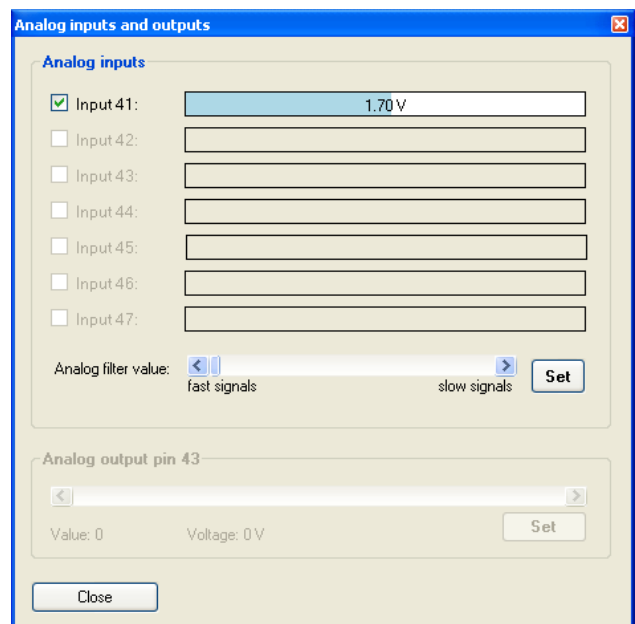 Analog inputs and outputs
Analog inputs
Input 41: 1.70 V
Input 42:
Input 43:
Input 44:
Input 45:
Input 46:
Input 47:
Analog filter value: Set
fast signals slow signals
Analog output pin 43
Value: 0 Voltage: 0 V Set
Close